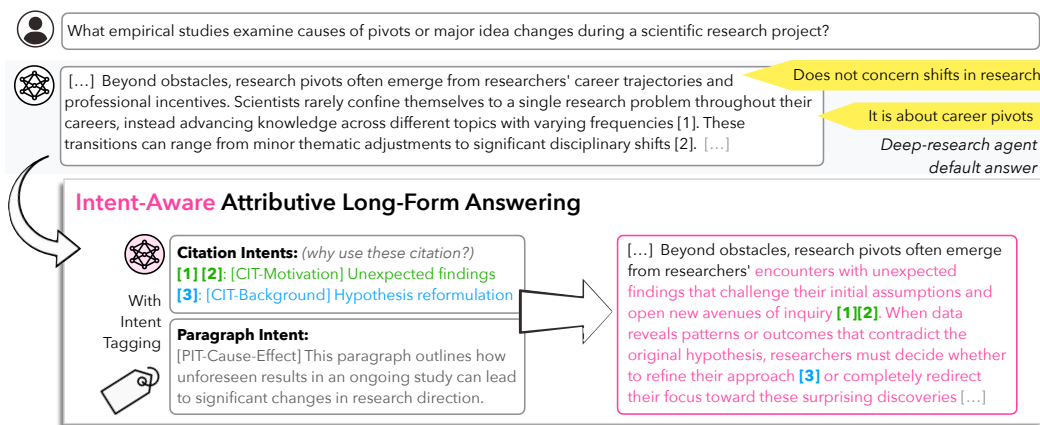 What empirical studies examine causes of pivots or major idea changes during a scientific research project?
[…] Beyond obstacles, research pivots often emerge from researchers' career trajectories and
professional incentives. Scientists rarely confine themselves to a single research problem throughout their
careers, instead advancing knowledge across different topics with varying frequencies [1]. These
transitions can range from minor thematic adjustments to significant disciplinary shifts [2]. […]
Does not concern shifts in research
It is about career pivots
Deep-research agent
default answer
Intent-Aware Attributive Long-Form Answering
With
Intent
Tagging
Citation Intents: (why use these citation?)
[1] [2]: [CIT-Motivation] Unexpected findings
[3]: [CIT-Background] Hypothesis reformulation
Paragraph Intent:
[PIT-Cause-Effect] This paragraph outlines how
unforeseen results in an ongoing study can lead
to significant changes in research direction.
[…] Beyond obstacles, research pivots often emerge
from researchers' encounters with unexpected
findings that challenge their initial assumptions and
open new avenues of inquiry [1][2]. When data
reveals patterns or outcomes that contradict the
original hypothesis, researchers must decide whether
to refine their approach [3] or completely redirect
their focus toward these surprising discoveries […]